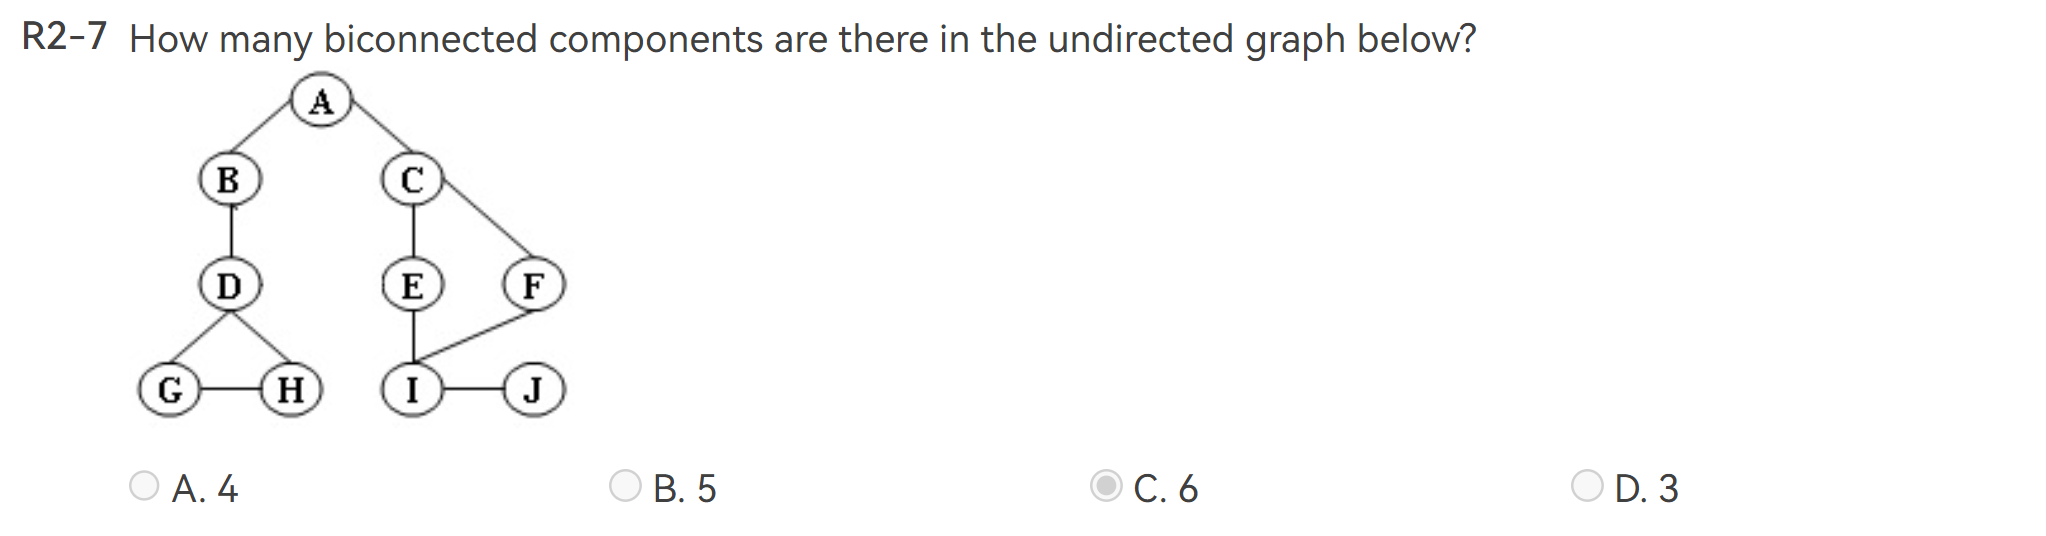 R2-7 How many biconnected components are there in the undirected graph below?
A
B C
D E F
G H I J
A. 4 B. 5 C. 6 D. 3